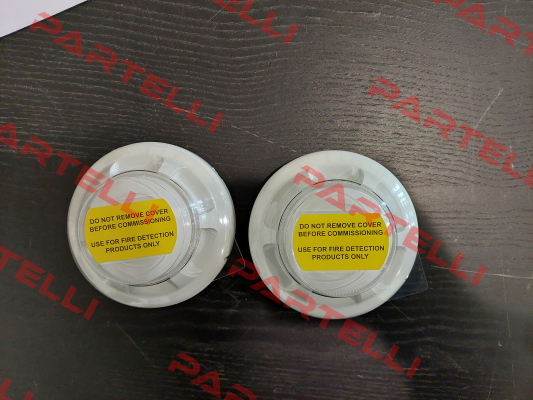 PARTELLI
PARTELLI
PARTELLI
PARTELLI
PARTELLI
PARTELLI
PARTELLI
DO NOT REMOVE COVER
BEFORE COMMISSIONING
USE FOR FIRE DETECTION
PRODUCTS ONLY
DO NOT REMOVE COVER
BEFORE COMMISSIONING
USE FOR FIRE DETECTION
PRODUCTS ONLY